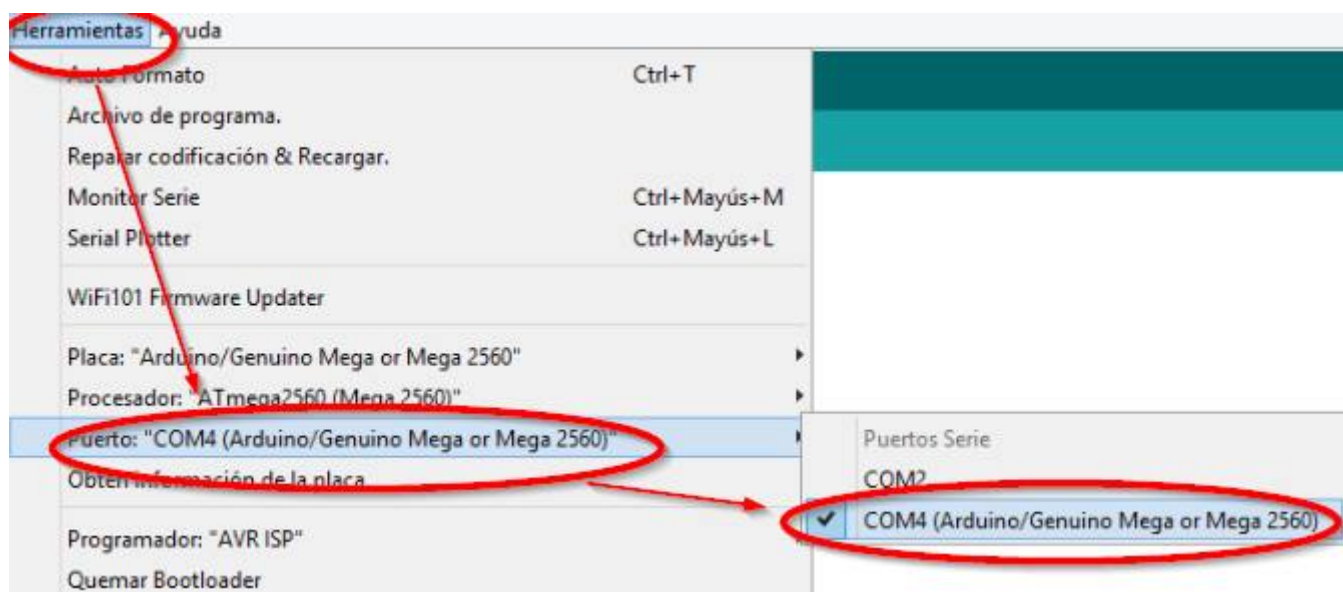 Herramientas Ayuda
Auto Formato Ctrl+T
Archivo de programa.
Reparar codificación & Recargar.
Monitor Serie Ctrl+Mayús+M
Serial Plotter Ctrl+Mayús+L
WiFi101 Firmware Updater
Placa: "Arduino/Genuino Mega or Mega 2560"
Procesador: "ATmega2560 (Mega 2560)"
Puerto: "COM4 (Arduino/Genuino Mega or Mega 2560)"
Obtén información de la placa
Programador: "AVR ISP"
Quemar Bootloader
Puertos Serie
COM2
COM4 (Arduino/Genuino Mega or Mega 2560)